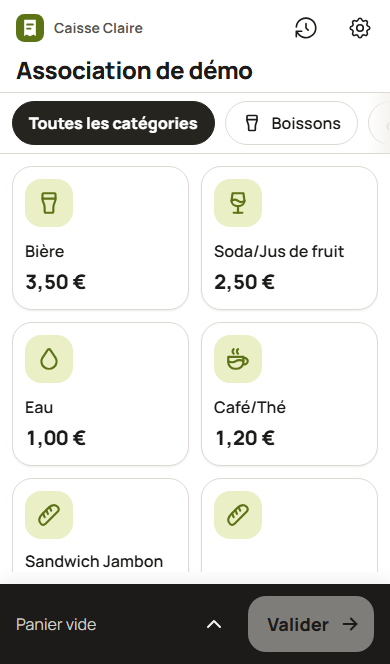 Caisse Claire
Association de démo
Toutes les catégories
Boissons
Bière
3,50 €
Soda/Jus de fruit
2,50 €
Eau
1,00 €
Café/Thé
1,20 €
Sandwich Jambon
Panier vide
Valider